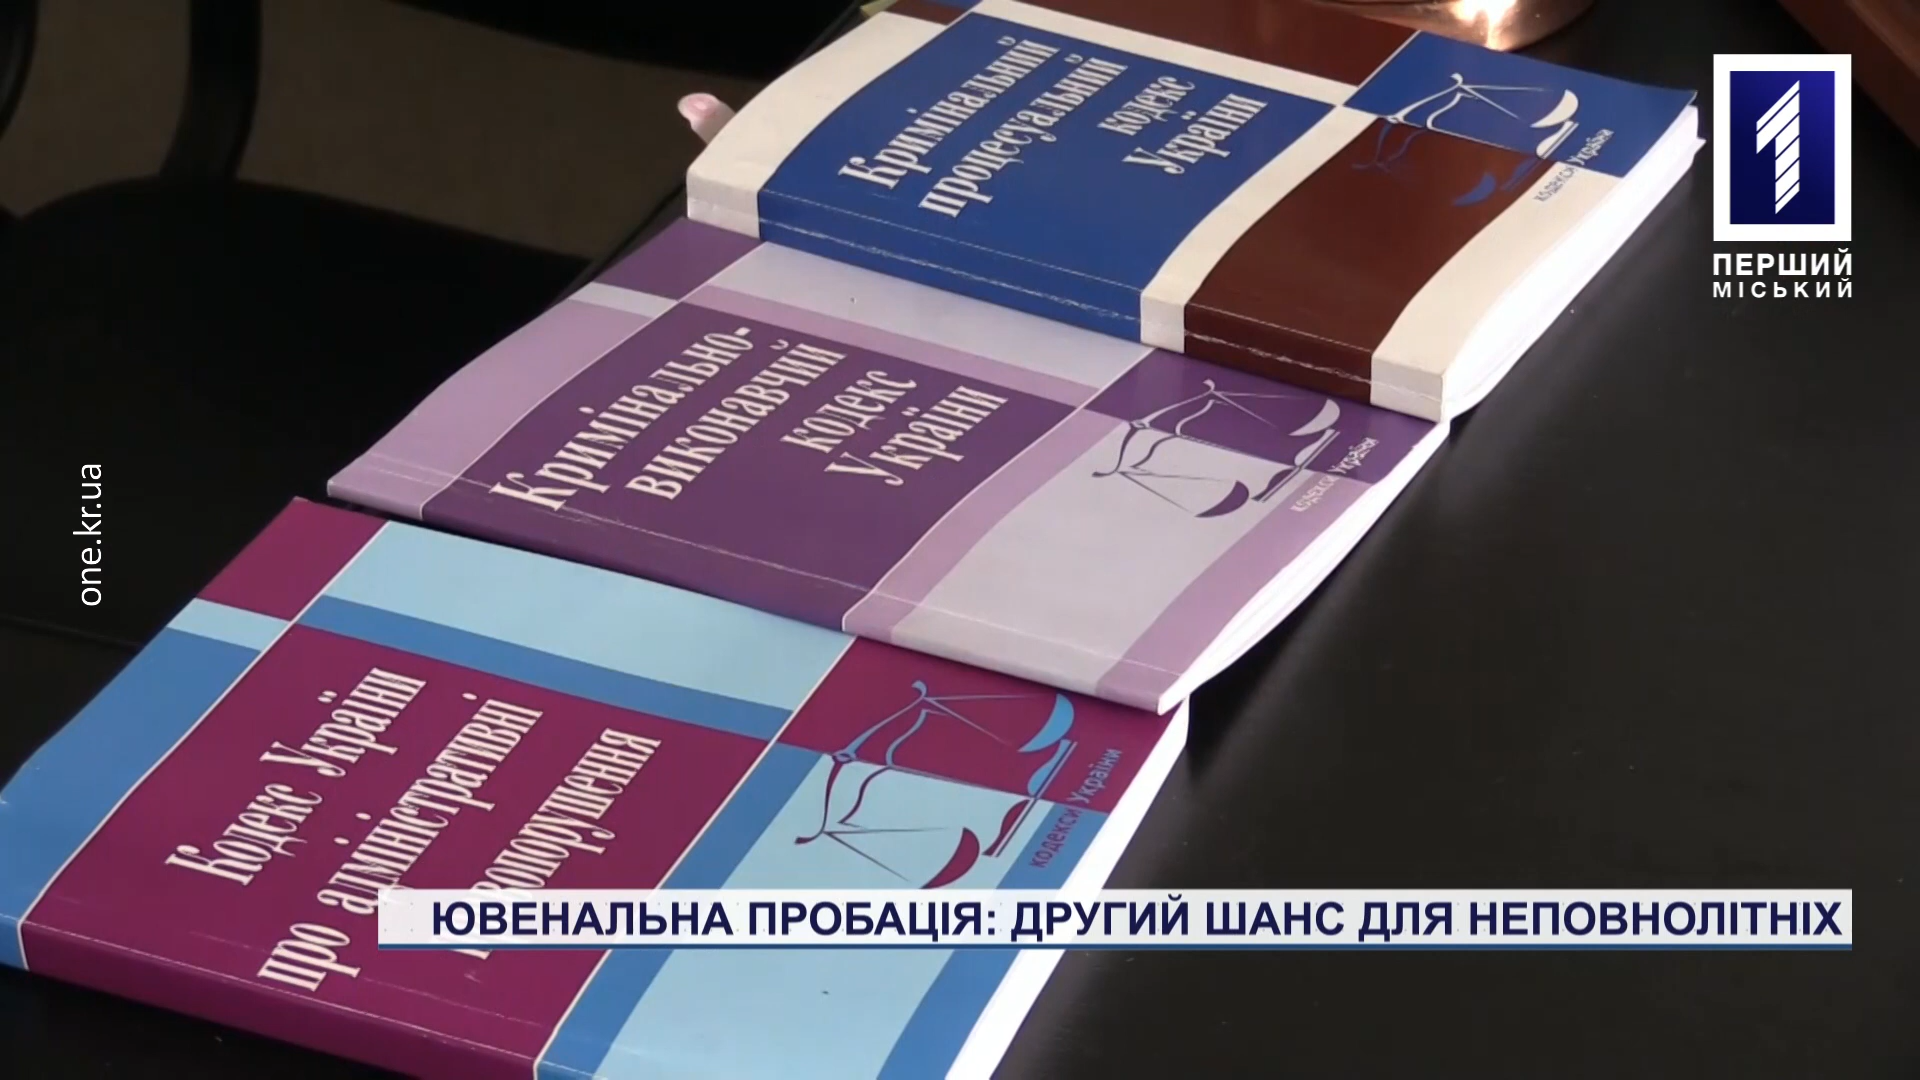 Кримінальний
процесуальний
кодекс
України
кодекси України
ПЕРШИЙ
МІСЬКИЙ
Кримінально-
виконавчий
кодекс
України
кодекси України
one.kr.ua
Кодекс України
про адміністративні
кодекси України
ЮВЕНАЛЬНА ПРОБАЦІЯ: ДРУГИЙ ШАНС ДЛЯ НЕПОВНОЛІТНІХ